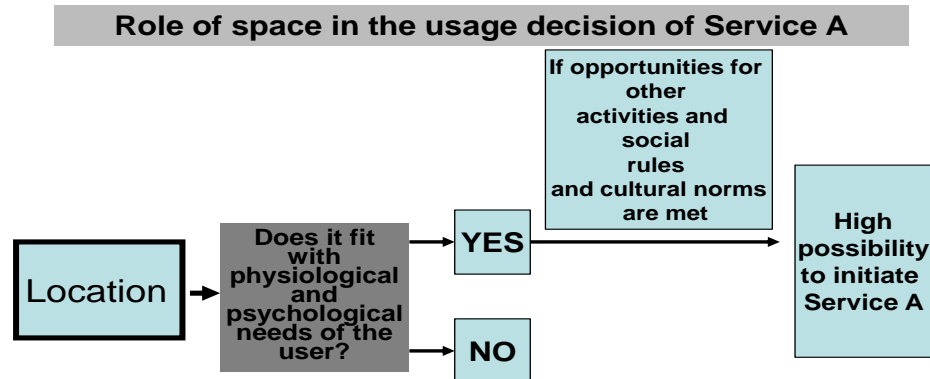 Role of space in the usage decision of Service A
If opportunities for
other
activities and
social
rules
and cultural norms
are met
Location
Does it fit
with
physiological
and
psychological
needs of the
user?
YES
NO
High
possibility
to initiate
Service A